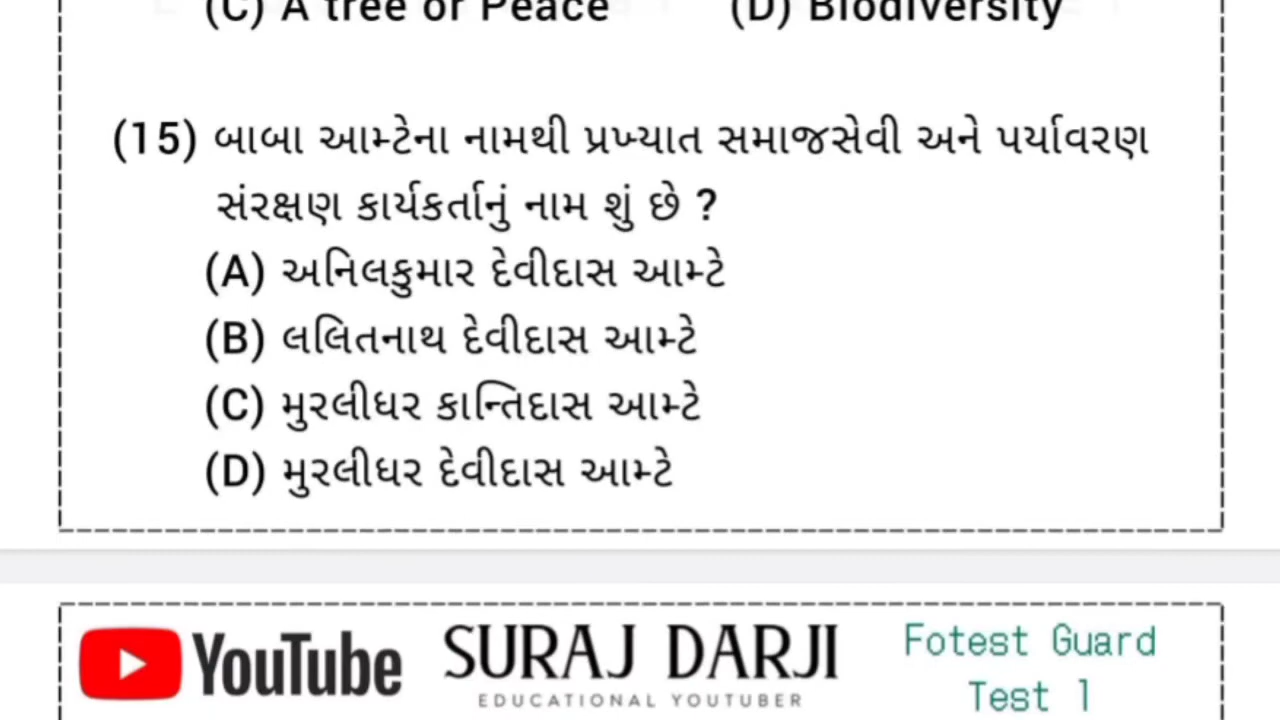 (C) A tree of Peace (D) Biodiversity
(15) બાબા આમ્ટેના નામથી પ્રખ્યાત સમાજસેવી અને પર્યાવરણ
સંરક્ષણ કાર્યકર્તાનું નામ શું છે ?
(A) અનિલકુમાર દેવીદાસ આમ્ટે
(B) લલિતનાથ દેવીદાસ આમ્ટે
(C) મુરલીધર કાન્તિદાસ આમ્ટે
(D) મુરલીધર દેવીદાસ આમ્ટે
YouTube SURAJ DARJI Fotest Guard
EDUCATIONAL YOUTUBER Test 1